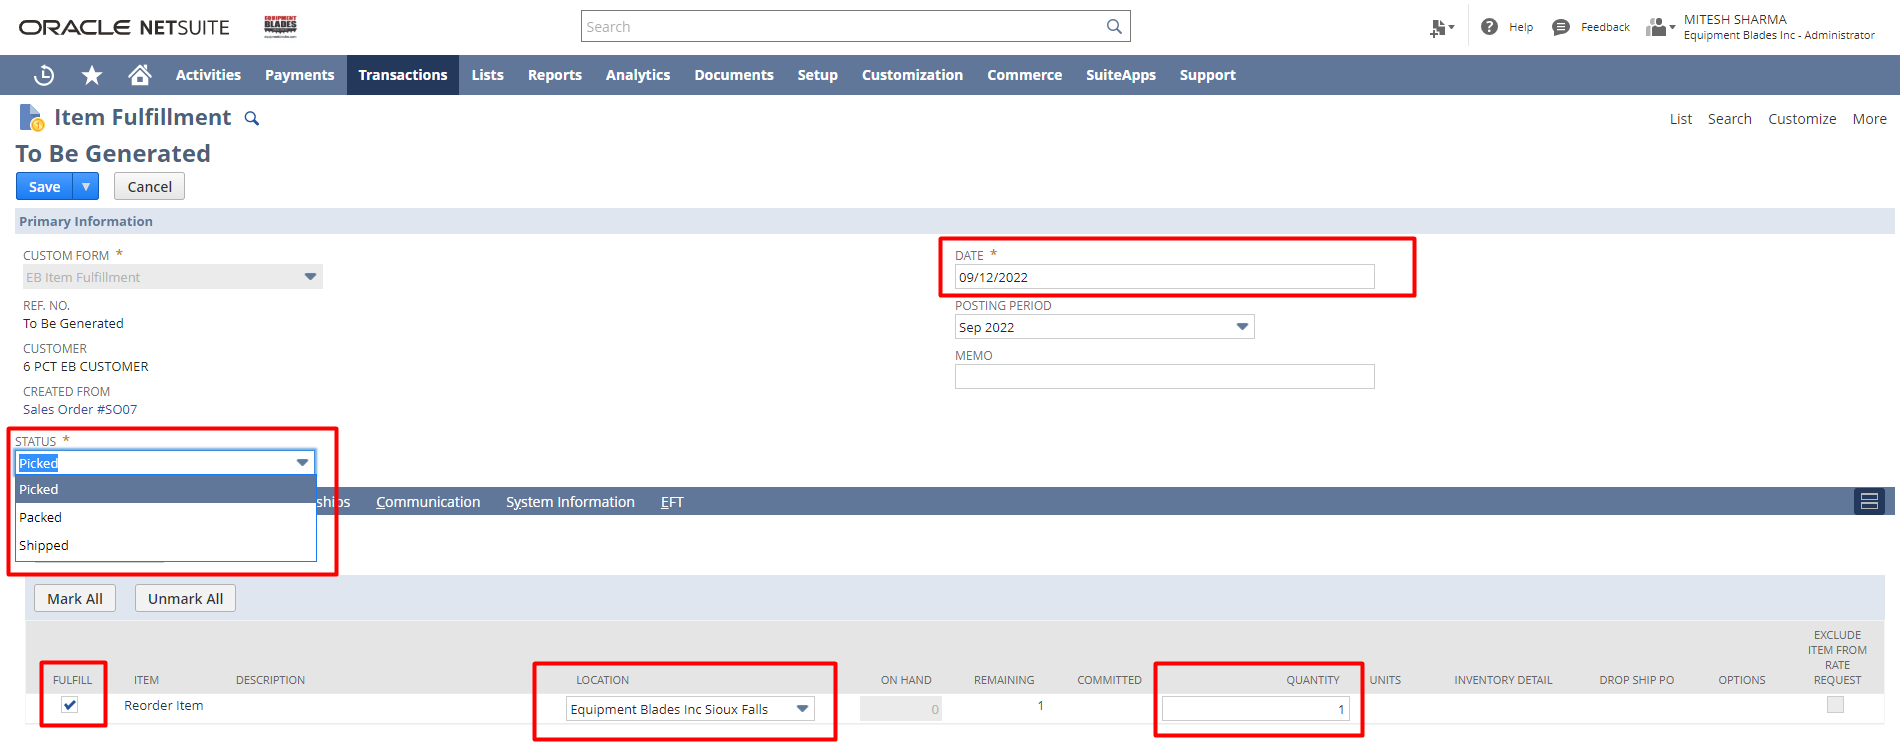 ORACLE NETSUITE
EQUIPMENT
BLADES
Search
Help
Feedback
MITESH SHARMA
Equipment Blades Inc - Administrator
Activities Payments Transactions Lists Reports Analytics Documents Setup Customization Commerce SuiteApps Support
Item Fulfillment
List Search Customize More
To Be Generated
Save
Cancel
Primary Information
CUSTOM FORM *
EB Item Fulfillment
REF. NO.
To Be Generated
CUSTOMER
6 PCT EB CUSTOMER
CREATED FROM
Sales Order #SO07
DATE *
09/12/2022
POSTING PERIOD
Sep 2022
MEMO
STATUS *
Picked
Picked
Packed
Shipped
ships Communication System Information EFT
Mark All Unmark All
FULFILL ITEM DESCRIPTION LOCATION ON HAND REMAINING COMMITTED QUANTITY UNITS INVENTORY DETAIL DROP SHIP PO OPTIONS EXCLUDE ITEM FROM RATE REQUEST
Reorder Item Equipment Blades Inc Sioux Falls 0 1 1